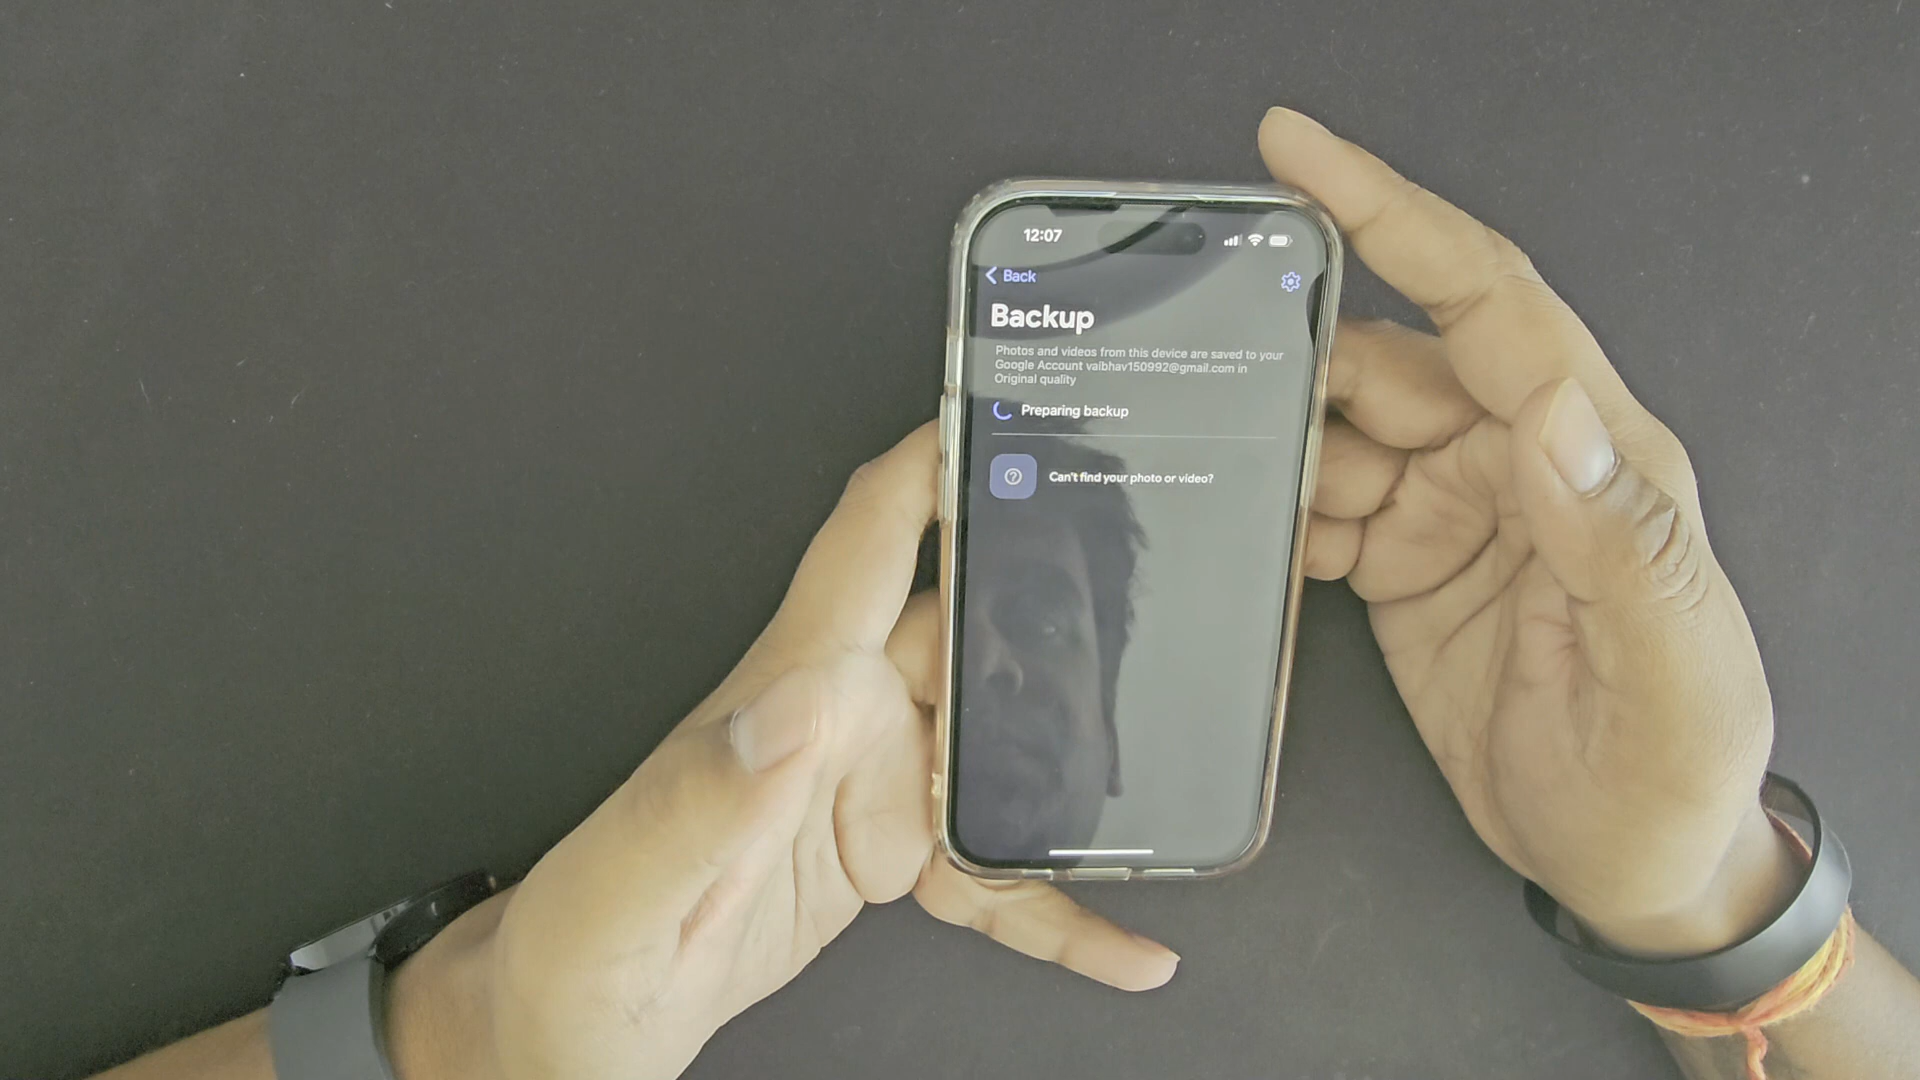 12:07
Back
Backup
Photos and videos from this device are saved to your
Google Account vaibhav150992@gmail.com in
Original quality
Preparing backup
Can't find your photo or video?